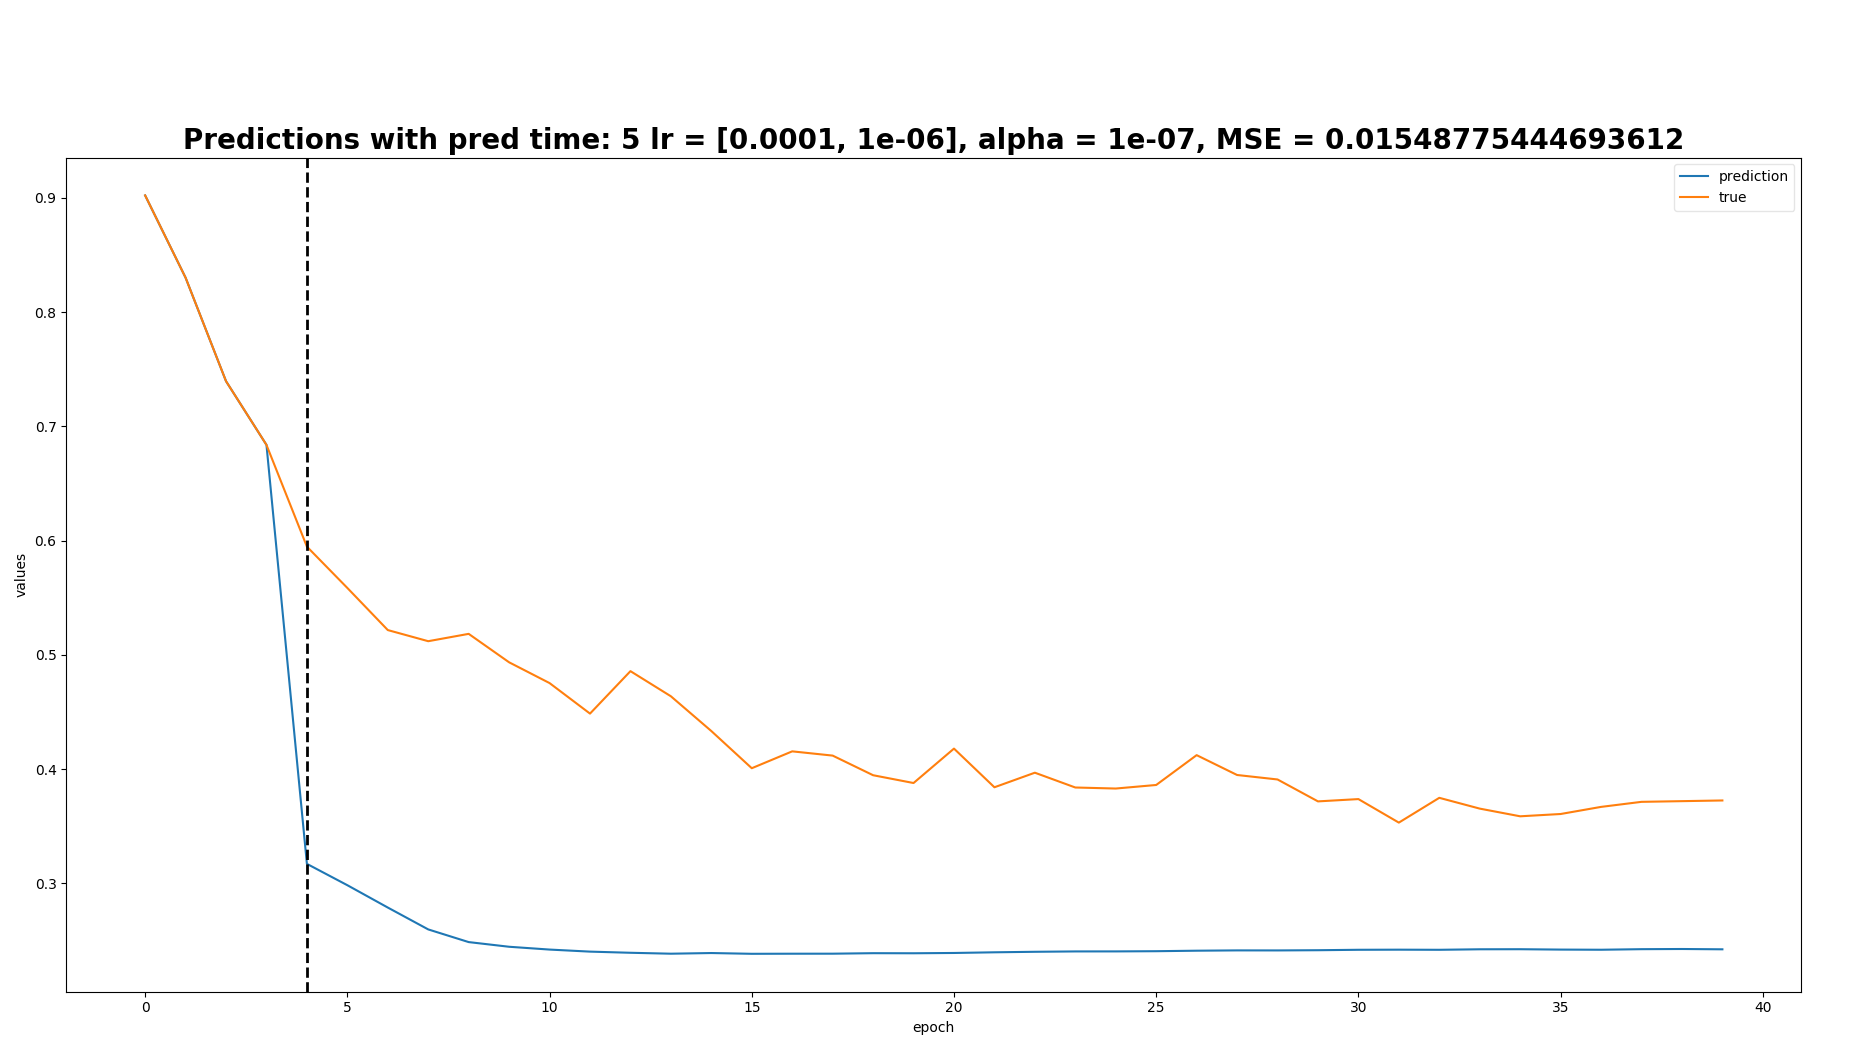 Predictions with pred time: 5 lr = [0.0001, 1e-06], alpha = 1e-07, MSE = 0.01548775444693612
prediction
true
0.9
0.8
0.7
0.6
0.5
0.4
0.3
values
0 5 10 15 20 25 30 35 40
epoch